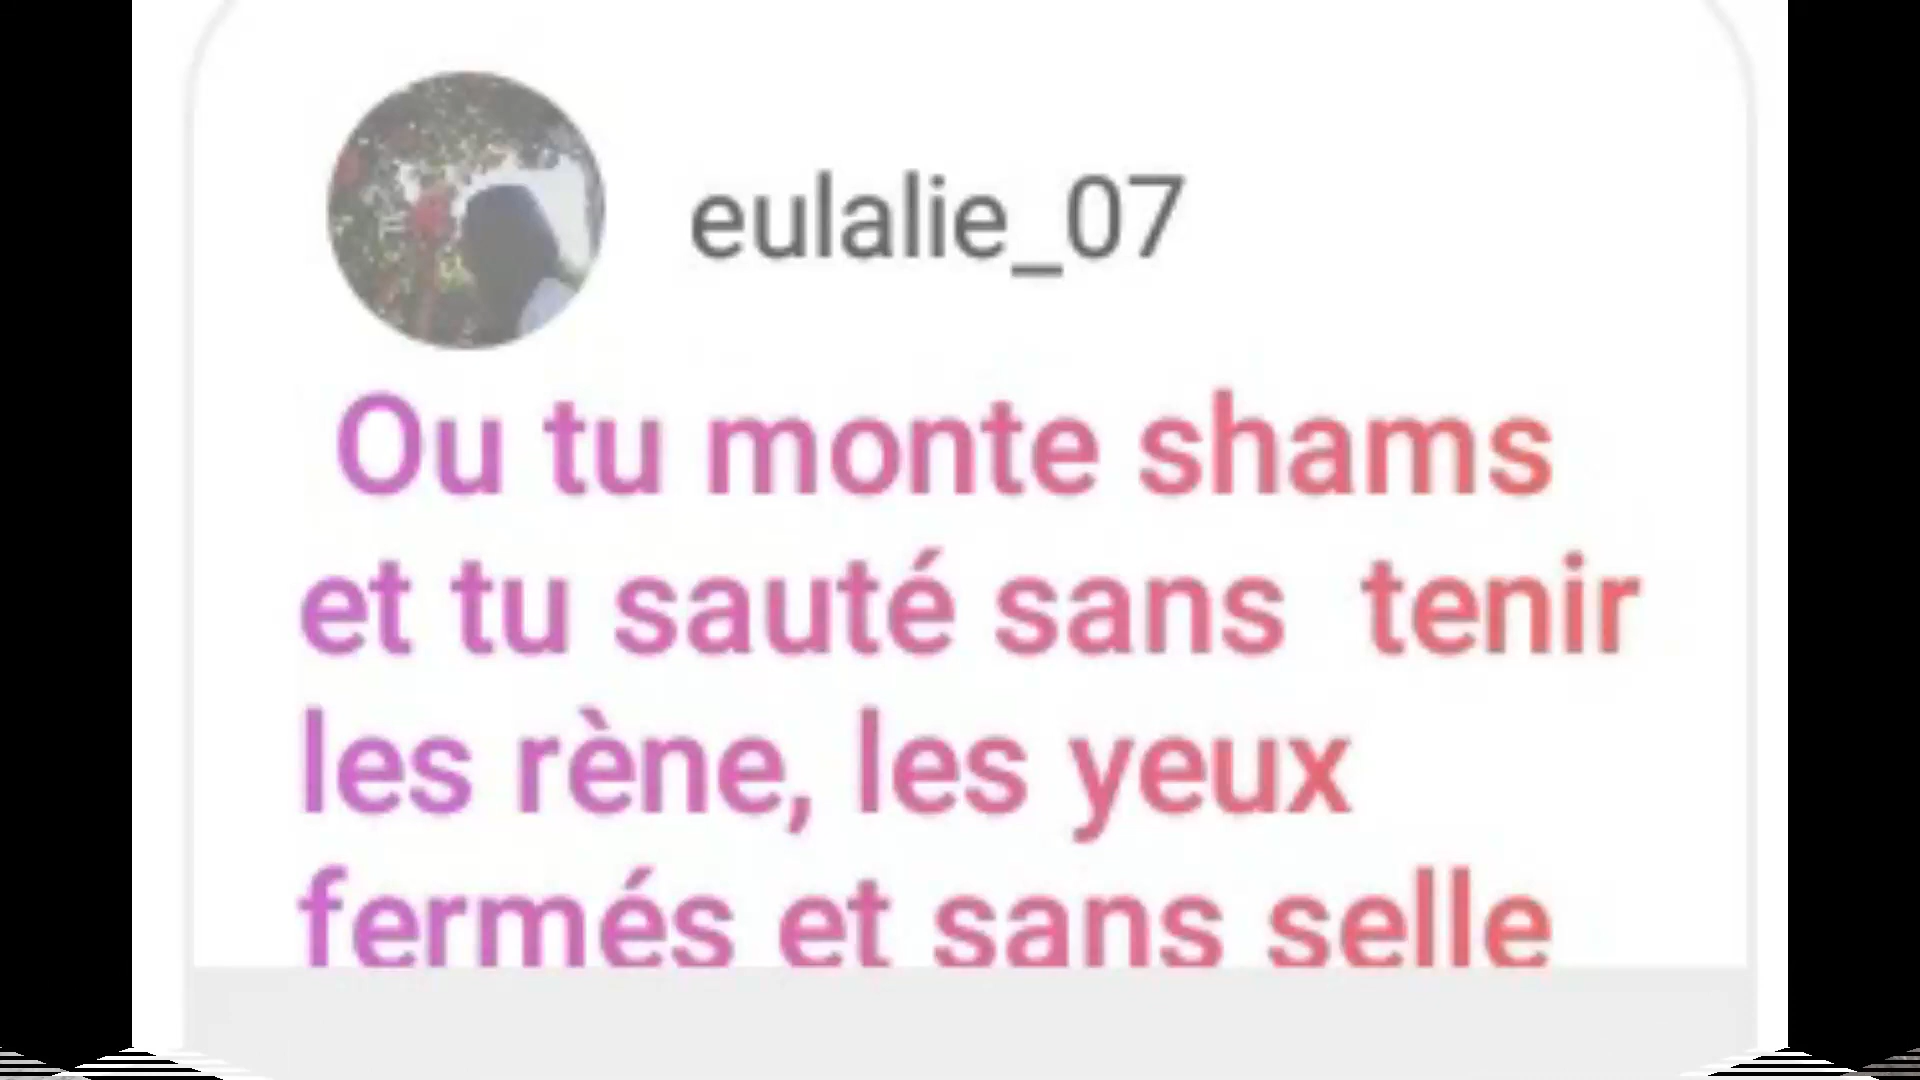 eulalie_07
Ou tu monte shams
et tu sauté sans  tenir
les rène, les yeux
fermés et sans selle